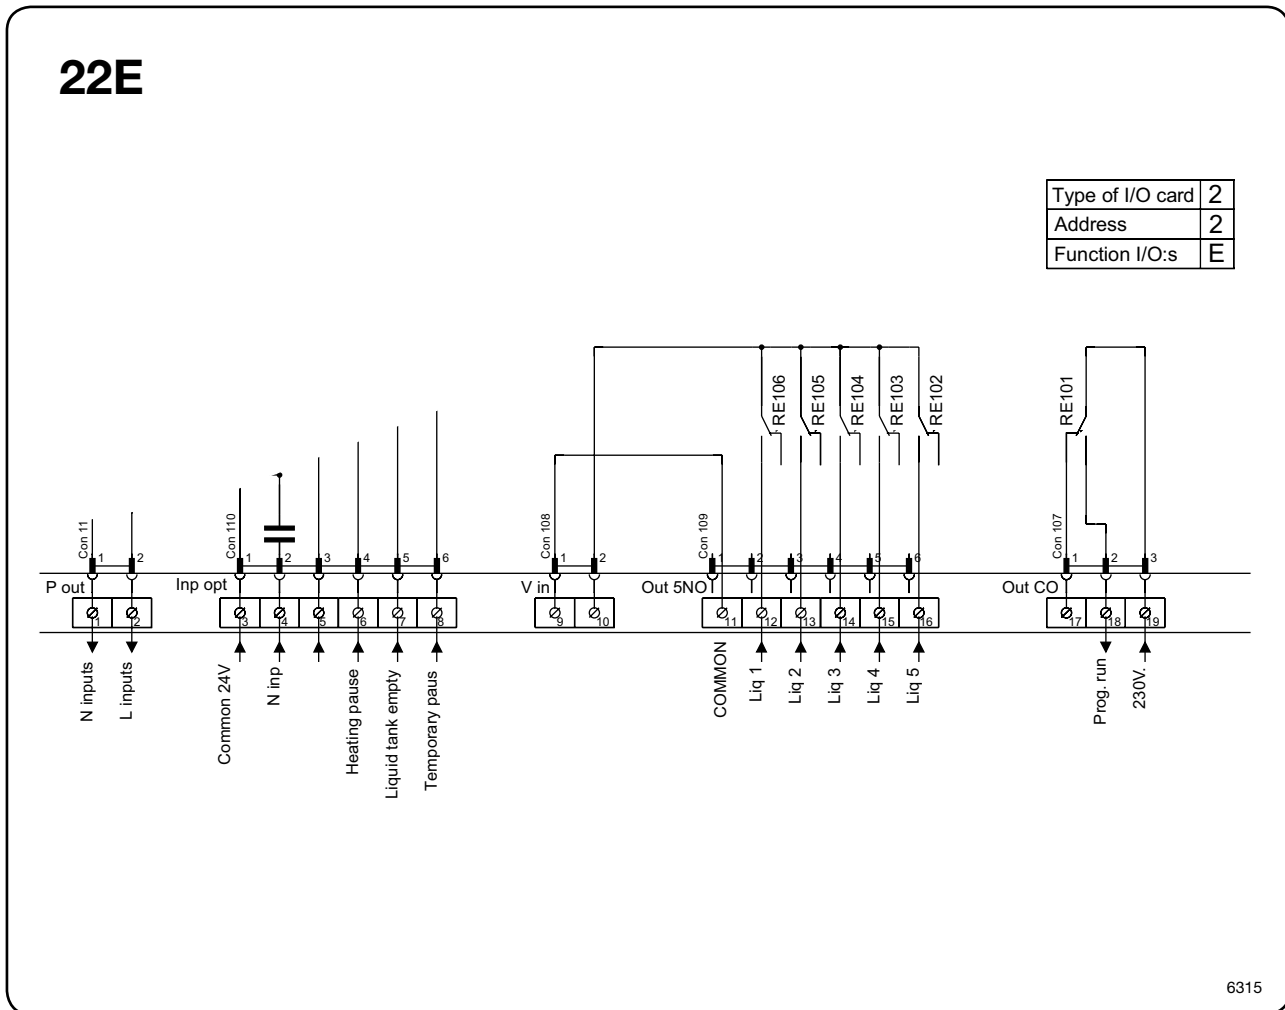 22E
Type of I/O card 2
Address 2
Function I/O:s E
RE106
RE105
RE104
RE103
RE102
RE101
Con 11
1 2
Con 110
1 2 3 4 5 6
Con 108
1 2
Con 109
1 2 3 4 5 6
Con 107
1 2 3
P out
Inp opt
V in
Out 5NO
Out CO
1 2
3 4 5 6 7 8
9 10
11 12 13 14 15 16
17 18 19
N inputs
L inputs
Common 24V
N inp
Heating pause
Liquid tank empty
Temporary paus
COMMON
Liq 1
Liq 2
Liq 3
Liq 4
Liq 5
Prog. run
230V.
6315